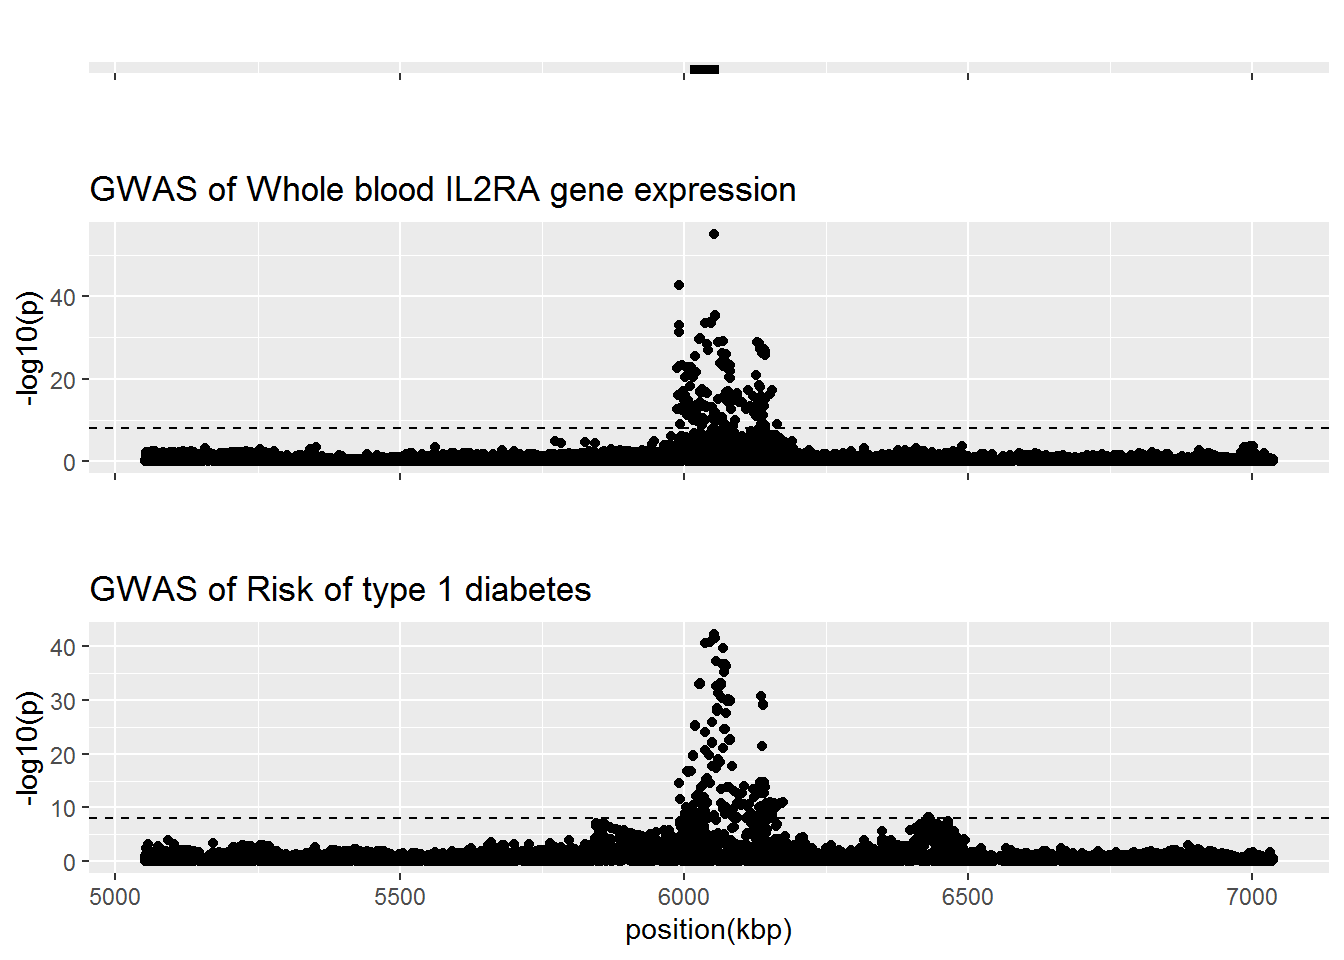 GWAS of Whole blood IL2RA gene expression
-log10(p)
40
20
0
GWAS of Risk of type 1 diabetes
-log10(p)
40
30
20
10
0
5000 5500 6000 6500 7000
position(kbp)